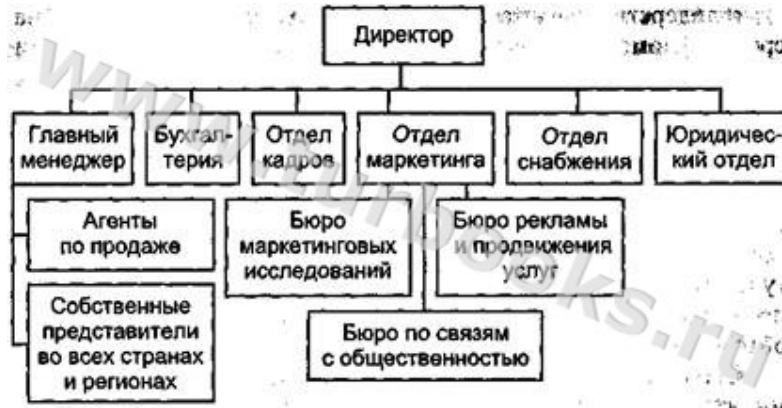 Директор
Главный
менеджер
Бухгал-
терия
Отдел
кадров
Отдел
маркетинга
Отдел
снабжения
Юридичес-
кий отдел
Агенты
по продаже
Бюро
маркетинговых
исследований
Бюро рекламы
и продвижения
услуг
Собственные
представители
во всех странах
и регионах
Бюро по связям
с общественностью
www.turbooks.ru